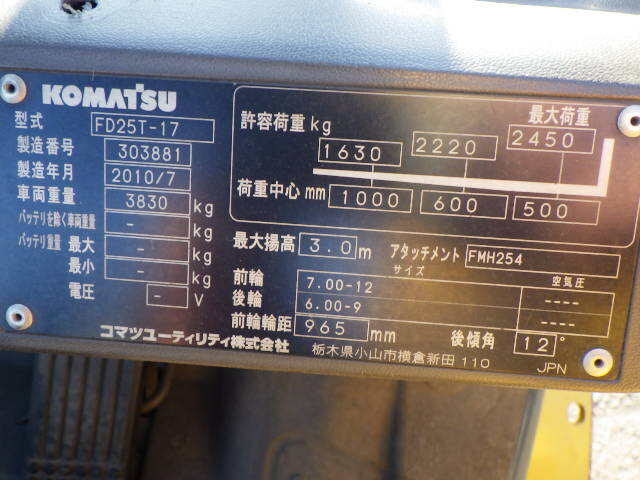 KOMATSU
型式 FD25T-17
製造番号 303881
製造年月 2010/7
車両重量 3830 kg
バッテリを除く車両重量 - kg
バッテリ重量 最大 - kg
最小 - kg
電圧 - V
許容荷重 kg 最大荷重
1630 2220 2450
荷重中心 mm 1000 600 500
最大揚高 3.0 m アタッチメント FMH254
サイズ 空気圧
前輪 7.00-12 ----
後輪 6.00-9 ----
前輪輪距 965 mm 後傾角 12°
コマツユーティリティ株式会社 栃木県小山市横倉新田 110 JPN